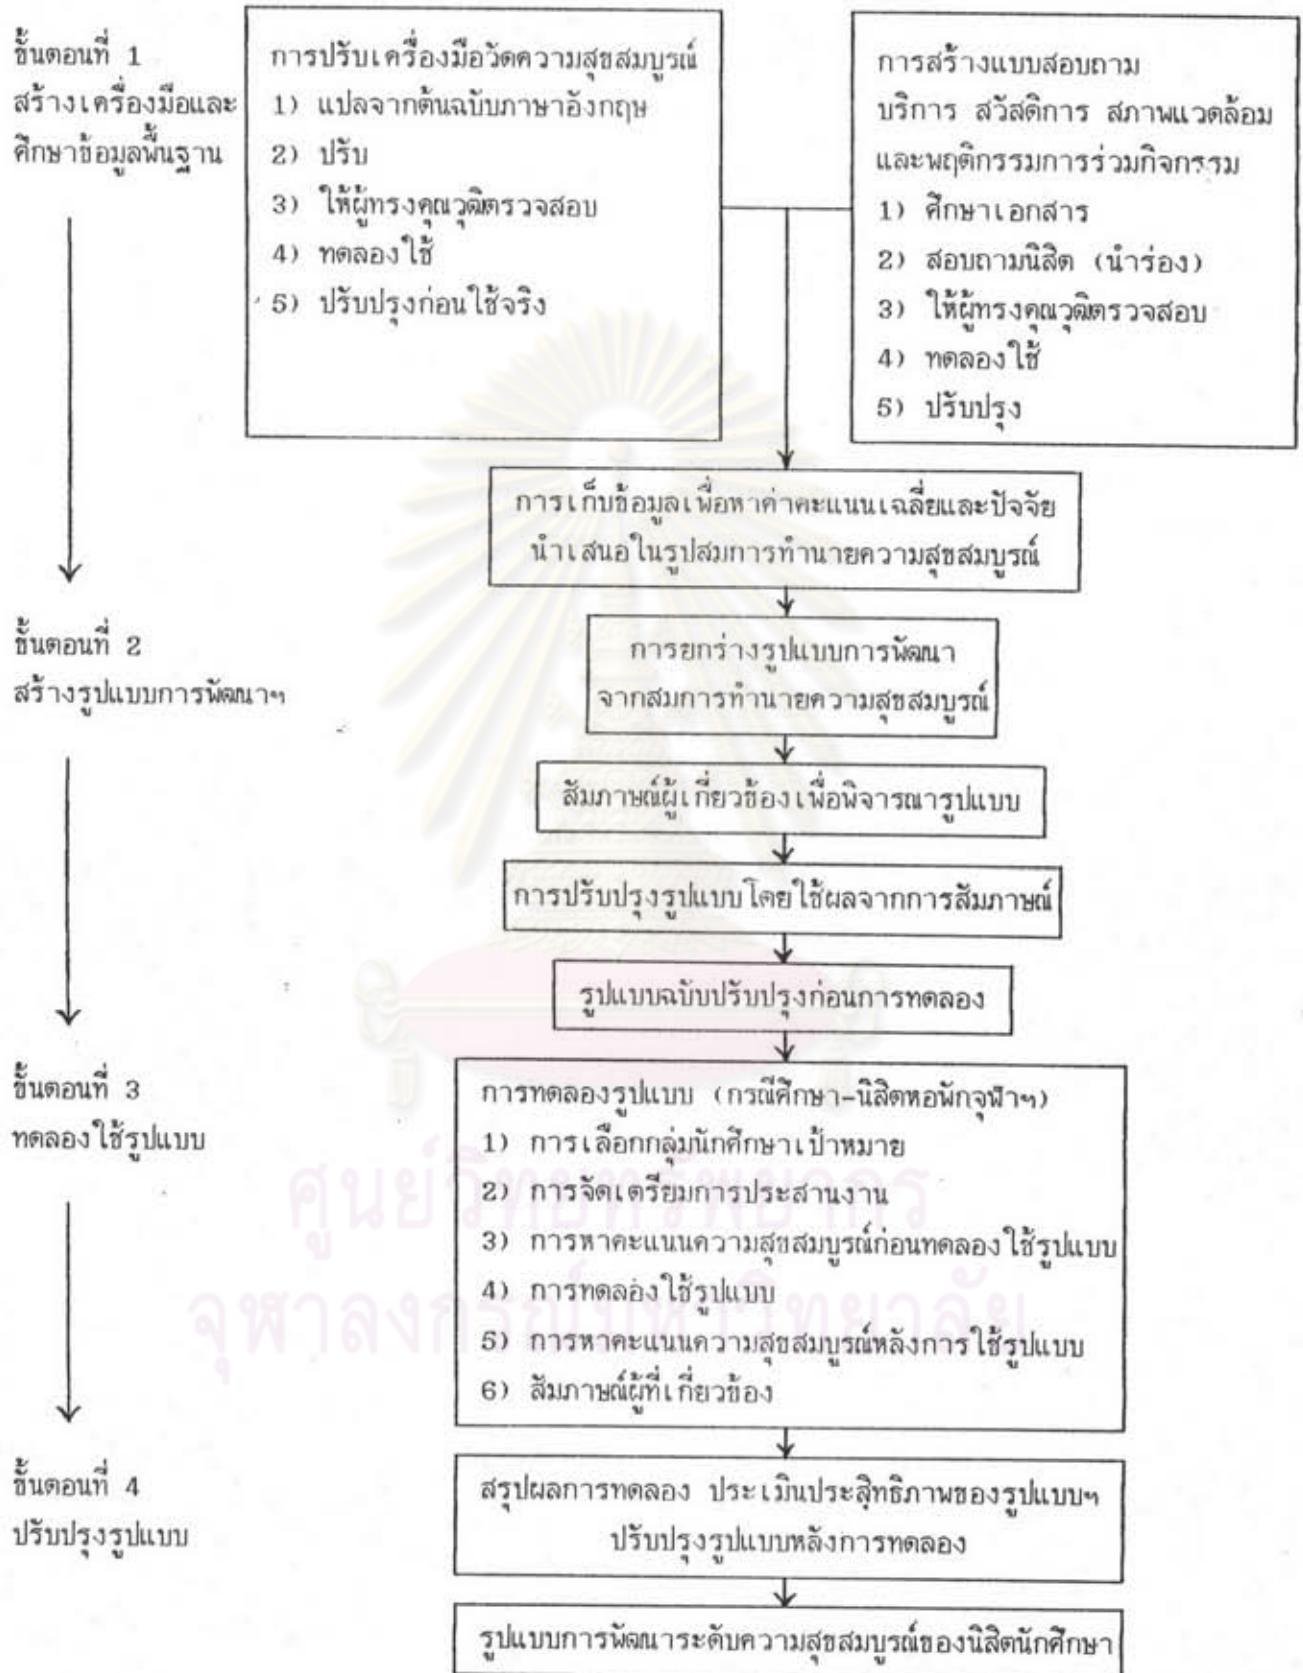 ขั้นตอนที่ 1
สร้างเครื่องมือและ
ศึกษาข้อมูลพื้นฐาน
การปรับเครื่องมือวัดความสุขสมบูรณ์
1) แปลจากต้นฉบับภาษาอังกฤษ
2) ปรับ
3) ให้ผู้ทรงคุณวุฒิตรวจสอบ
4) ทดลองใช้
5) ปรับปรุงก่อนใช้จริง
การสร้างแบบสอบถาม
บริการ สวัสดิการ สภาพแวดล้อม
และพฤติกรรมการร่วมกิจกรรม
1) ศึกษาเอกสาร
2) สอบถามนิสิต (นำร่อง)
3) ให้ผู้ทรงคุณวุฒิตรวจสอบ
4) ทดลองใช้
5) ปรับปรุง
การเก็บข้อมูลเพื่อหาค่าคะแนนเฉลี่ยและปัจจัย
นำเสนอในรูปสมการทำนายความสุขสมบูรณ์
ขั้นตอนที่ 2
สร้างรูปแบบการพัฒนาฯ
การยกร่างรูปแบบการพัฒนา
จากสมการทำนายความสุขสมบูรณ์
สัมภาษณ์ผู้เกี่ยวข้องเพื่อพิจารณารูปแบบ
การปรับปรุงรูปแบบโดยใช้ผลจากการสัมภาษณ์
รูปแบบฉบับปรับปรุงก่อนการทดลอง
ขั้นตอนที่ 3
ทดลองใช้รูปแบบ
การทดลองรูปแบบ (กรณีศึกษา-นิสิตหอพักจุฬาฯ)
1) การเลือกกลุ่มนักศึกษาเป้าหมาย
2) การจัดเตรียมการประสานงาน
3) การหาคะแนนความสุขสมบูรณ์ก่อนทดลองใช้รูปแบบ
4) การทดลองใช้รูปแบบ
5) การหาคะแนนความสุขสมบูรณ์หลังการใช้รูปแบบ
6) สัมภาษณ์ผู้ที่เกี่ยวข้อง
ศูนย์วิทยทรัพยากร
จุฬาลงกรณ์มหาวิทยาลัย
ขั้นตอนที่ 4
ปรับปรุงรูปแบบ
สรุปผลการทดลอง ประเมินประสิทธิภาพของรูปแบบฯ
ปรับปรุงรูปแบบหลังการทดลอง
รูปแบบการพัฒนาระดับความสุขสมบูรณ์ของนิสิตนักศึกษา